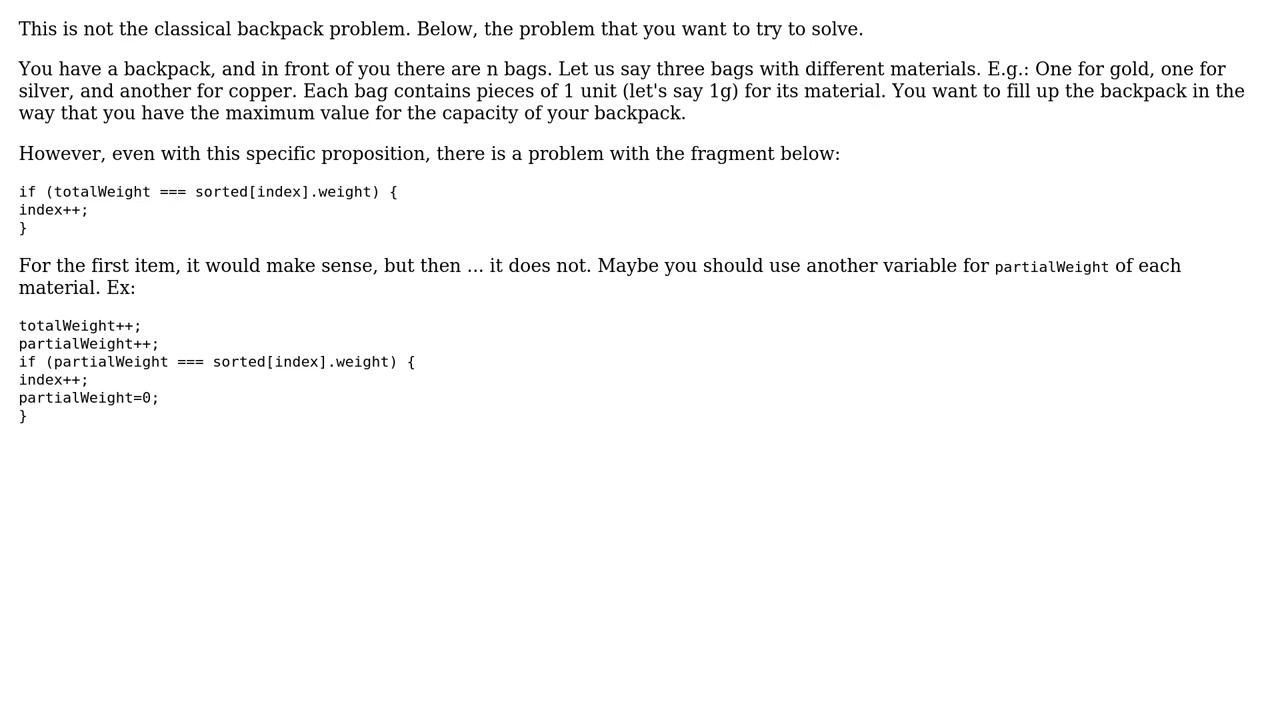 This is not the classical backpack problem. Below, the problem that you want to try to solve.
You have a backpack, and in front of you there are n bags. Let us say three bags with different materials. E.g.: One for gold, one for
silver, and another for copper. Each bag contains pieces of 1 unit (let's say 1g) for its material. You want to fill up the backpack in the
way that you have the maximum value for the capacity of your backpack.
However, even with this specific proposition, there is a problem with the fragment below:
if (totalWeight === sorted[index].weight) {
index++;
}
For the first item, it would make sense, but then ... it does not. Maybe you should use another variable for partialWeight of each
material. Ex:
totalWeight++;
partialWeight++;
if (partialWeight === sorted[index].weight) {
index++;
partialWeight=0;
}